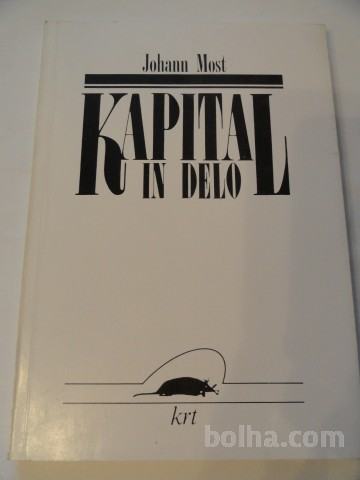 Johann Most
KAPITAL
IN DELO
krt
bolha.com